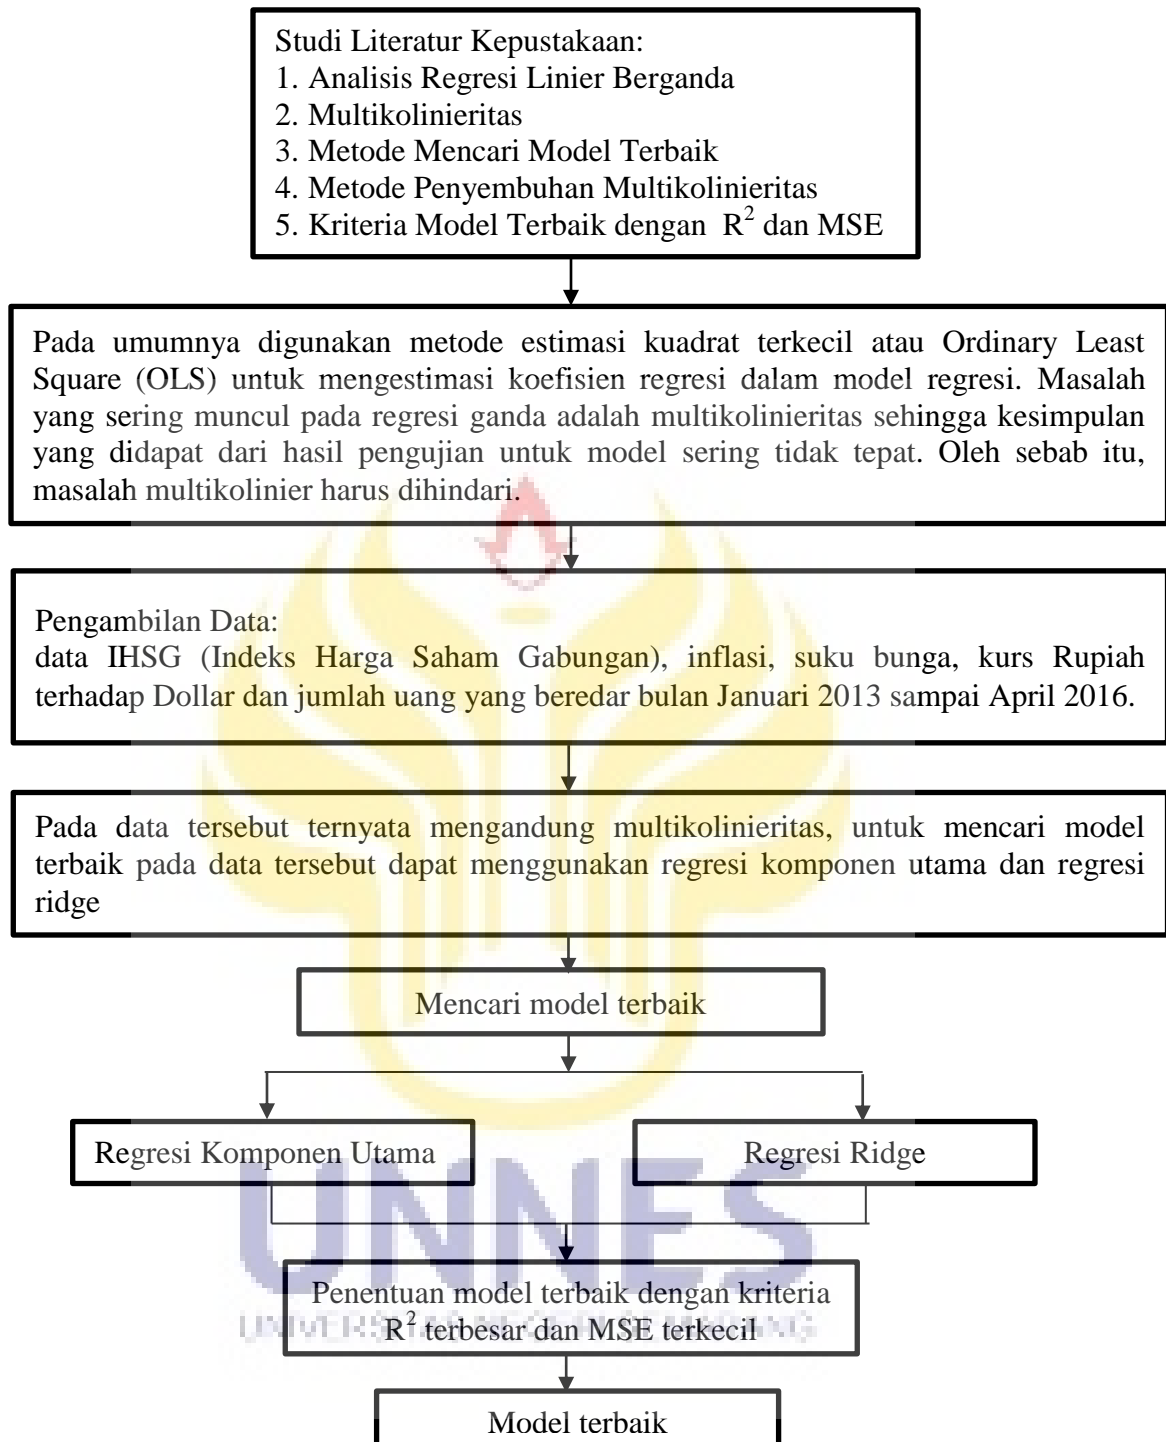 Studi Literatur Kepustakaan:
1. Analisis Regresi Linier Berganda
2. Multikolinieritas
3. Metode Mencari Model Terbaik
4. Metode Penyembuhan Multikolinieritas
5. Kriteria Model Terbaik dengan R² dan MSE
Pada umumnya digunakan metode estimasi kuadrat terkecil atau Ordinary Least
Square (OLS) untuk mengestimasi koefisien regresi dalam model regresi. Masalah
yang sering muncul pada regresi ganda adalah multikolinieritas sehingga kesimpulan
yang didapat dari hasil pengujian untuk model sering tidak tepat. Oleh sebab itu,
masalah multikolinier harus dihindari.
Pengambilan Data:
data IHSG (Indeks Harga Saham Gabungan), inflasi, suku bunga, kurs Rupiah
terhadap Dollar dan jumlah uang yang beredar bulan Januari 2013 sampai April 2016.
Pada data tersebut ternyata mengandung multikolinieritas, untuk mencari model
terbaik pada data tersebut dapat menggunakan regresi komponen utama dan regresi
ridge
Mencari model terbaik
Regresi Komponen Utama
Regresi Ridge
UNNES
Penentuan model terbaik dengan kriteria
R² terbesar dan MSE terkecil
Model terbaik